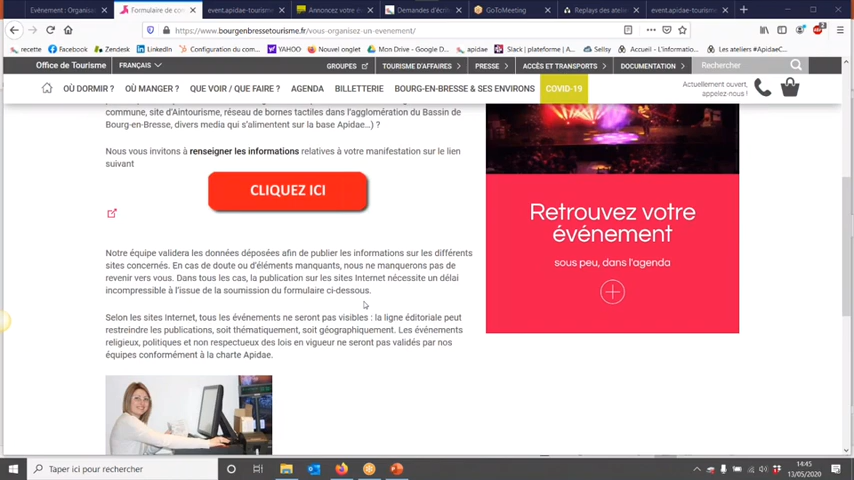 Evénement : Organisa
Formulaire de con
event.apidae-tourisme
Annoncez votre év
Demandes d'écri
GoToMeeting
Replays des atelier
event.apidae-tourism
https://www.bourgenbressetourisme.fr/vous-organisez-un-evenement/
LinkedIn Facebook Zendesk LinkedIn Configuration du com... YAHOO Nouvel onglet Mon Drive - Google D... apidae Slack | plateforme | A... Sellsy Accueil - L'informatio... Les ateliers #ApidaeC...
Office de Tourisme FRANÇAIS GROUPES TOURISME D'AFFAIRES PRESSE ACCÈS ET TRANSPORTS DOCUMENTATION Rechercher
OÙ DORMIR ? OÙ MANGER ? QUE VOIR / QUE FAIRE ? AGENDA BILLETTERIE BOURG-EN-BRESSE & SES ENVIRONS COVID-19
Actuellement ouvert,
appelez-nous !
commune, site d'Aintourisme, réseau de bornes tactiles dans l'agglomération du Bassin de
Bourg-en-Bresse, divers media qui s'alimentent sur la base Apidae...) ?
Nous vous invitons à renseigner les informations relatives à votre manifestation sur le lien
suivant
CLIQUEZ ICI
Notre équipe validera les données déposées afin de publier les informations sur les différents
sites concernés. En cas de doute ou d'éléments manquants, nous ne manquerons pas de
revenir vers vous. Dans tous les cas, la publication sur les sites Internet nécessite un délai
incompressible à l'issue de la soumission du formulaire ci-dessous.
Selon les sites Internet, tous les événements ne seront pas visibles : la ligne éditoriale peut
restreindre les publications, soit thématiquement, soit géographiquement. Les événements
religieux, politiques et non respectueux des lois en vigueur ne seront pas validés par nos
équipes conformément à la charte Apidae.
Retrouvez votre
événement
sous peu, dans l'agenda
Taper ici pour rechercher
14:45
13/05/2020